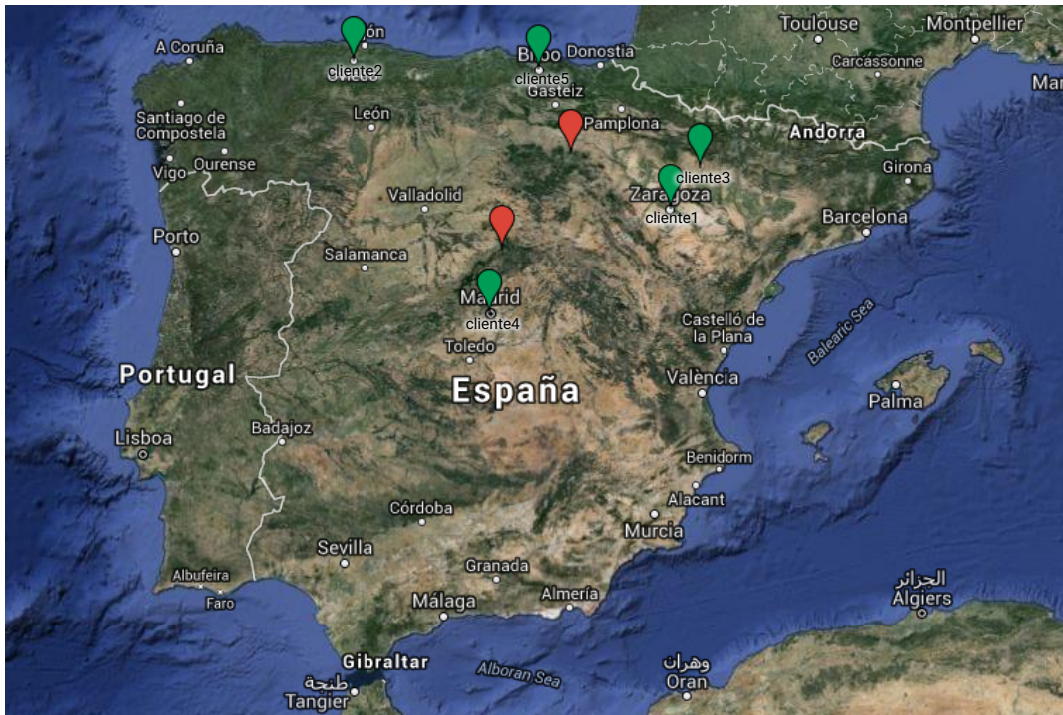 Toulouse
Montpellier
A Coruña
Donostia
Carcassonne
cliente2
cliente5
Gasteiz
Mar
Santiago de
Compostela
León
Pamplona
Andorra
Vigo
Ourense
cliente3
Girona
Valladolid
Zaragoza
cliente1
Barcelona
Porto
Salamanca
Madrid
cliente4
Castelló de
la Plana
Balearic Sea
Toledo
Portugal
España
València
Palma
Lisboa
Badajoz
Benidorm
Córdoba
Alacant
Murcia
Sevilla
Granada
Albufeira
Faro
Almería
Málaga
الجزائر
Algiers
Gibraltar
Alboran Sea
وهران
Oran
طنجة
Tangier